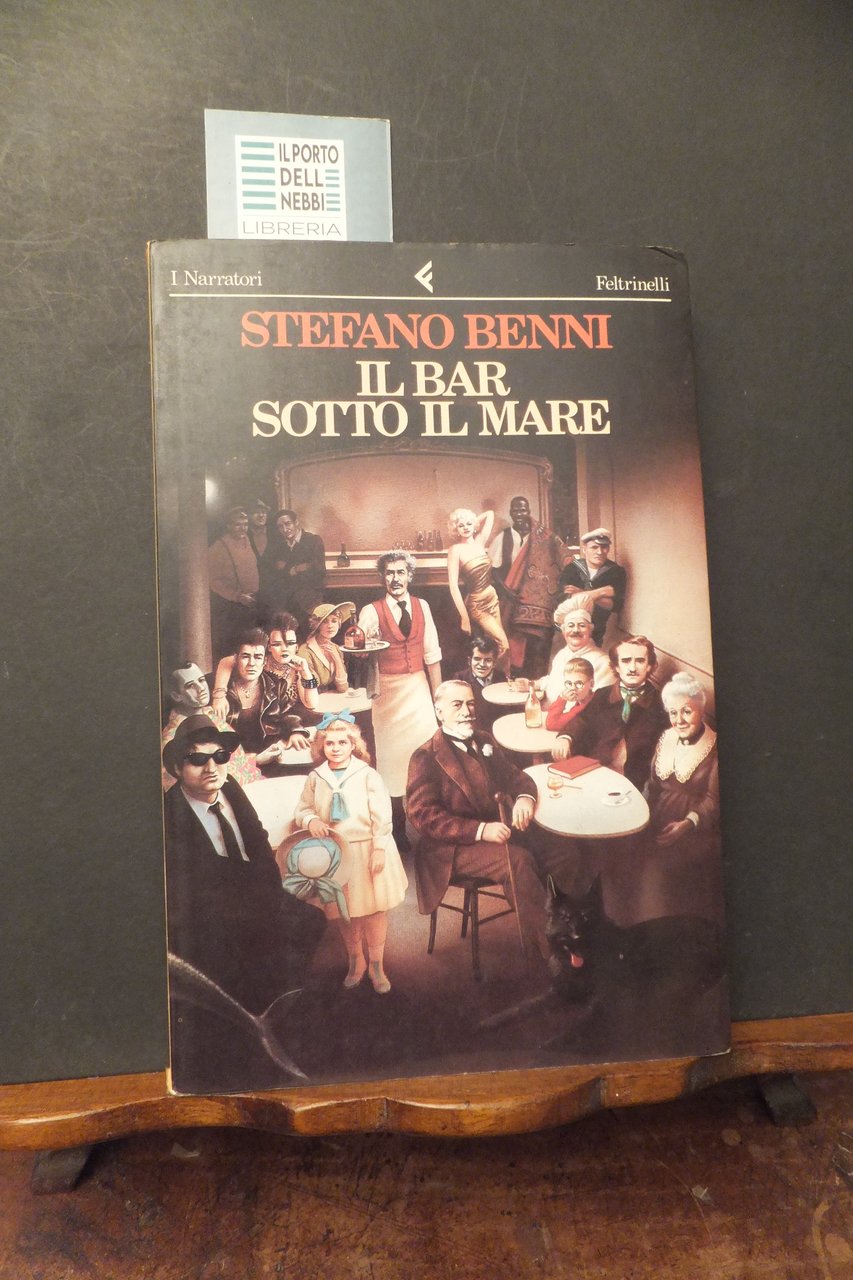 IL PORTO
DELL
NEBBI
LIBRERIA
I Narratori
Feltrinelli
STEFANO BENNI
IL BAR
SOTTO IL MARE